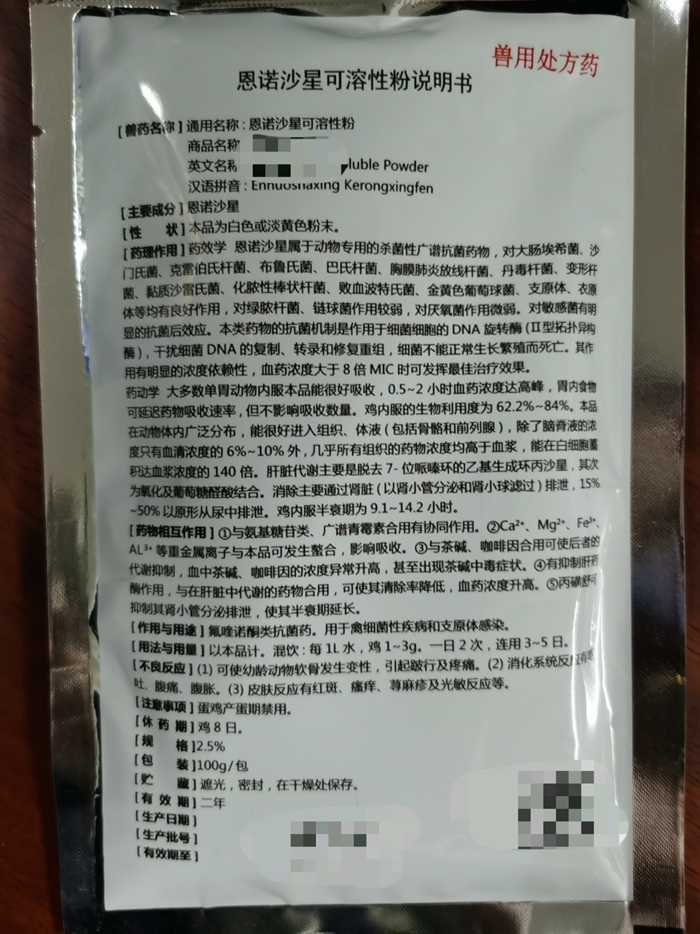 兽用处方药
恩诺沙星可溶性粉说明书
[兽药名称] 通用名称：恩诺沙星可溶性粉
商品名称
英文名称 luble Powder
汉语拼音：Ennuoshaxing Kerongxingfen
[主要成分] 恩诺沙星
[性 状] 本品为白色或淡黄色粉末。
[药理作用] 药效学 恩诺沙星属于动物专用的杀菌性广谱抗菌药物，对大肠埃希菌、沙
门氏菌、克雷伯氏杆菌、布鲁氏菌、巴氏杆菌、胸膜肺炎放线杆菌、丹毒杆菌、变形杆
菌、黏质沙雷氏菌、化脓性棒状杆菌、败血波特氏菌、金黄色葡萄球菌、支原体、衣原
体等均有良好作用，对绿脓杆菌、链球菌作用较弱，对厌氧菌作用微弱。对敏感菌有明
显的抗菌后效应。本类药物的抗菌机制是作用于细菌细胞的 DNA 旋转酶（II型拓扑异构
酶），干扰细菌 DNA 的复制、转录和修复重组，细菌不能正常生长繁殖而死亡。其作
用有明显的浓度依赖性，血药浓度大于 8 倍 MIC 时可发挥最佳治疗效果。
药动学 大多数单胃动物内服本品能很好吸收，0.5~2 小时血药浓度达高峰，胃内食物
可延迟药物吸收速率，但不影响吸收数量。鸡内服的生物利用度为 62.2%~84%。本品
在动物体内广泛分布，能很好进入组织、体液（包括骨骼和前列腺），除了脑脊液的浓
度只有血清浓度的 6%~10% 外，几乎所有组织的药物浓度均高于血浆，能在白细胞蓄
积达血浆浓度的 140 倍。肝脏代谢主要是脱去 7- 位哌嗪环的乙基生成环丙沙星，其次
为氧化及葡萄糖醛酸结合。消除主要通过肾脏（以肾小管分泌和肾小球滤过）排泄，15%
~50% 以原形从尿中排泄。鸡内服半衰期为 9.1~14.2 小时。
[药物相互作用] ①与氨基糖苷类、广谱青霉素合用有协同作用。②Ca²⁺、Mg²⁺、Fe³⁺、
AL³⁺ 等重金属离子与本品可发生螯合，影响吸收。③与茶碱、咖啡因合用可使后者的
代谢抑制，血中茶碱、咖啡因的浓度异常升高，甚至出现茶碱中毒症状。④有抑制肝药
酶作用，与在肝脏中代谢的药物合用，可使其清除率降低，血药浓度升高。⑤丙磺舒可
抑制其肾小管分泌排泄，使其半衰期延长。
[作用与用途] 氟喹诺酮类抗菌药。用于禽细菌性疾病和支原体感染。
[用法与用量] 以本品计。混饮：每 1L 水，鸡 1~3g。一日 2 次，连用 3~5 日。
[不良反应] (1) 可使幼龄动物软骨发生变性，引起跛行及疼痛。(2) 消化系统反应有呕
吐、腹痛、腹胀。(3) 皮肤反应有红斑、瘙痒、荨麻疹及光敏反应等。
[注意事项] 蛋鸡产蛋期禁用。
[休 药 期] 鸡 8 日。
[规 格] 2.5%
[包 装] 100g/包
[贮 藏] 遮光，密封，在干燥处保存。
[有 效 期] 二年
[生产日期]
[生产批号]
[有效期至]